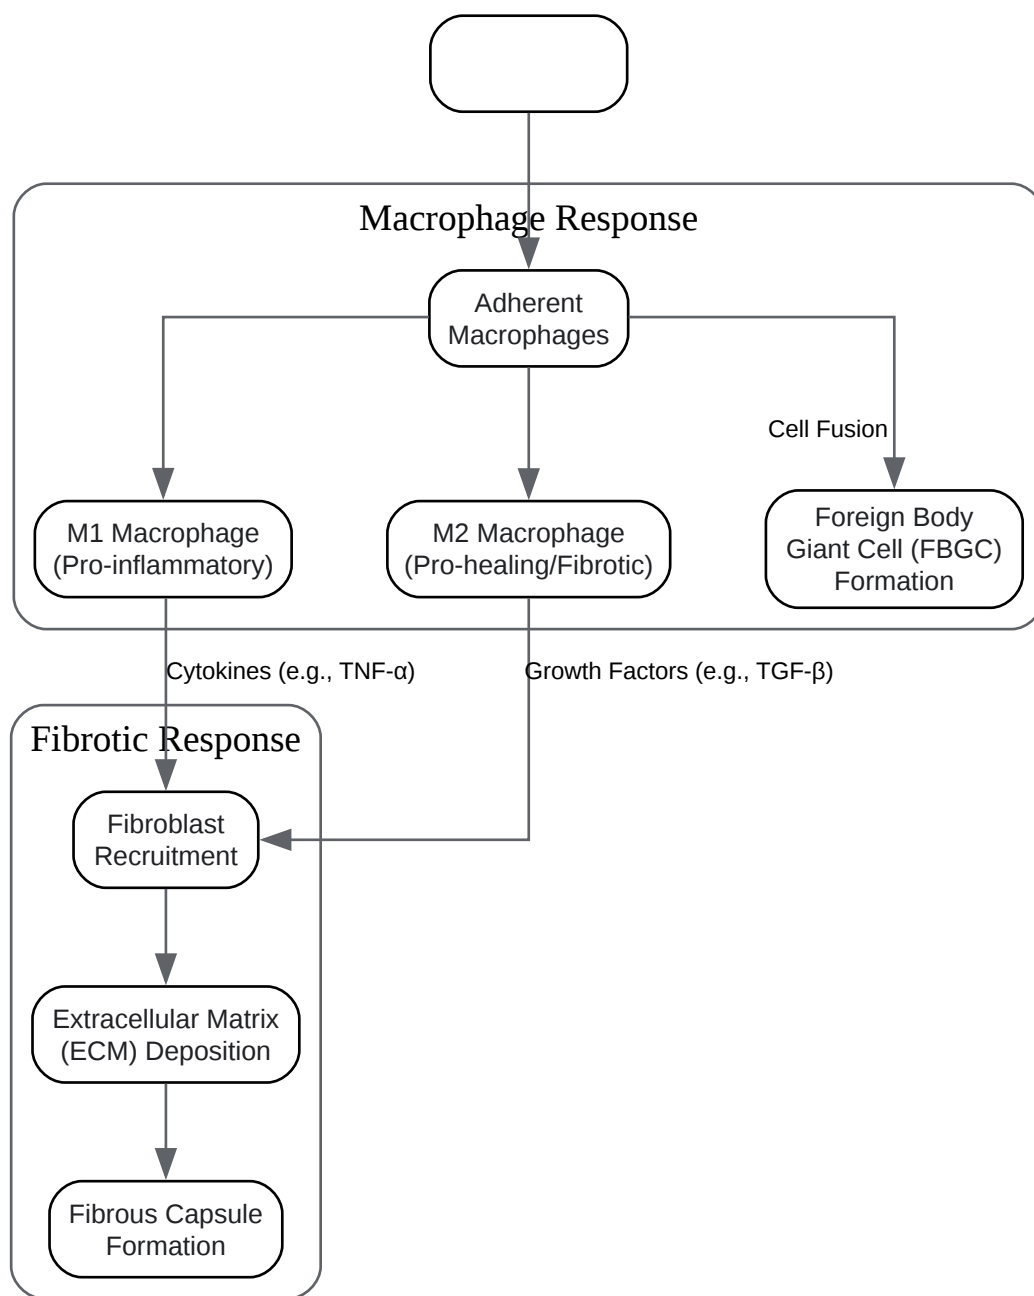 Macrophage Response
Adherent
Macrophages
Cell Fusion
M1 Macrophage
(Pro-inflammatory)
M2 Macrophage
(Pro-healing/Fibrotic)
Foreign Body
Giant Cell (FBGC)
Formation
Cytokines (e.g., TNF-α)
Growth Factors (e.g., TGF-β)
Fibrotic Response
Fibroblast
Recruitment
Extracellular Matrix
(ECM) Deposition
Fibrous Capsule
Formation